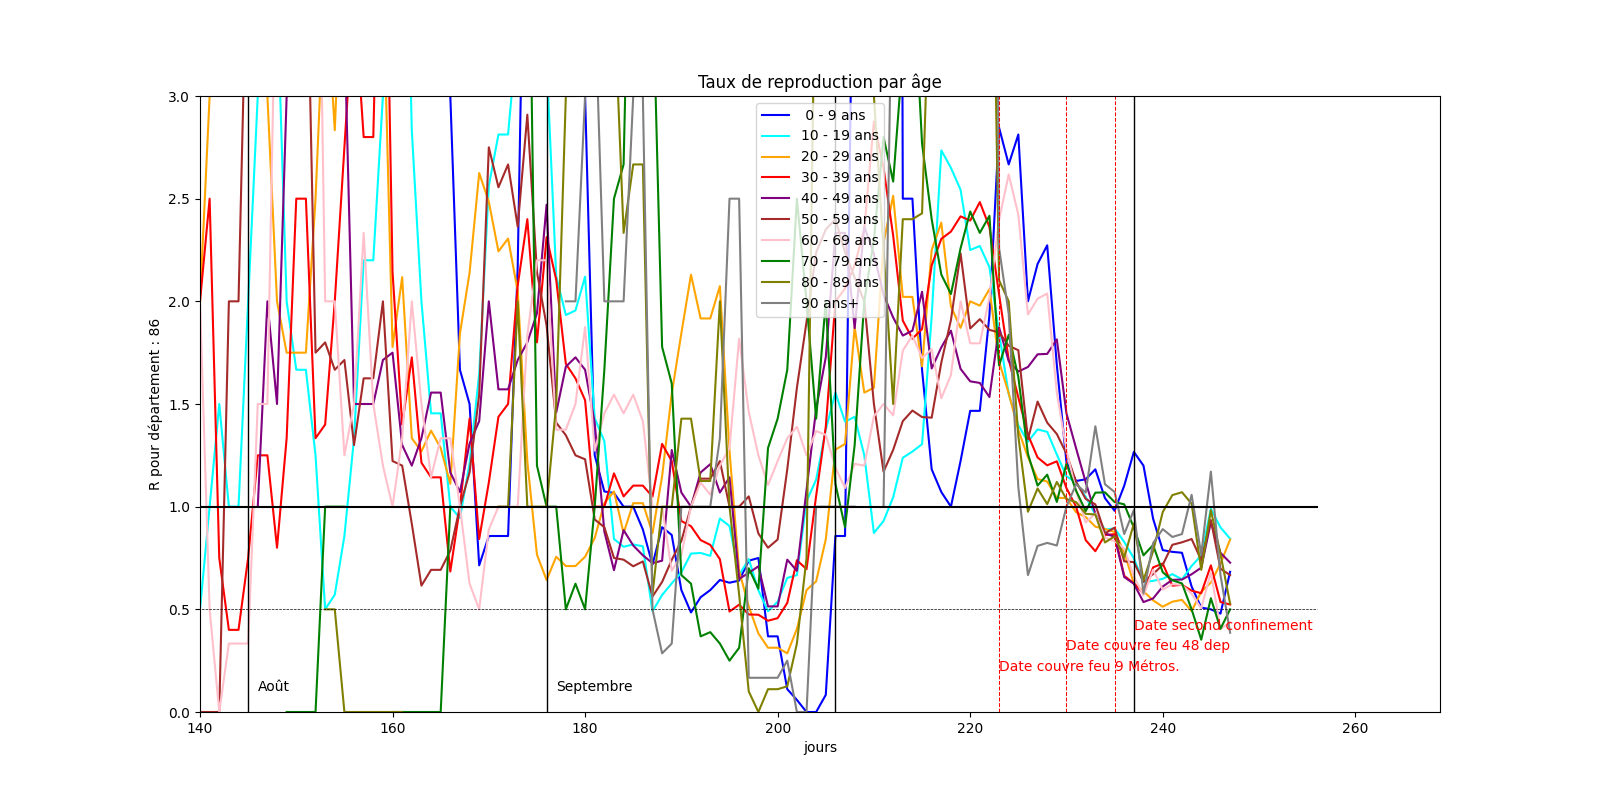 Taux de reproduction par âge
3.0
2.5
2.0
1.5
1.0
0.5
0.0
R pour département : 86
0 - 9 ans
10 - 19 ans
20 - 29 ans
30 - 39 ans
40 - 49 ans
50 - 59 ans
60 - 69 ans
70 - 79 ans
80 - 89 ans
90 ans+
Date second confinement
Date couvre feu 48 dep
Date couvre feu 9 Métros.
Août
Septembre
140
160
180
200
220
240
260
jours